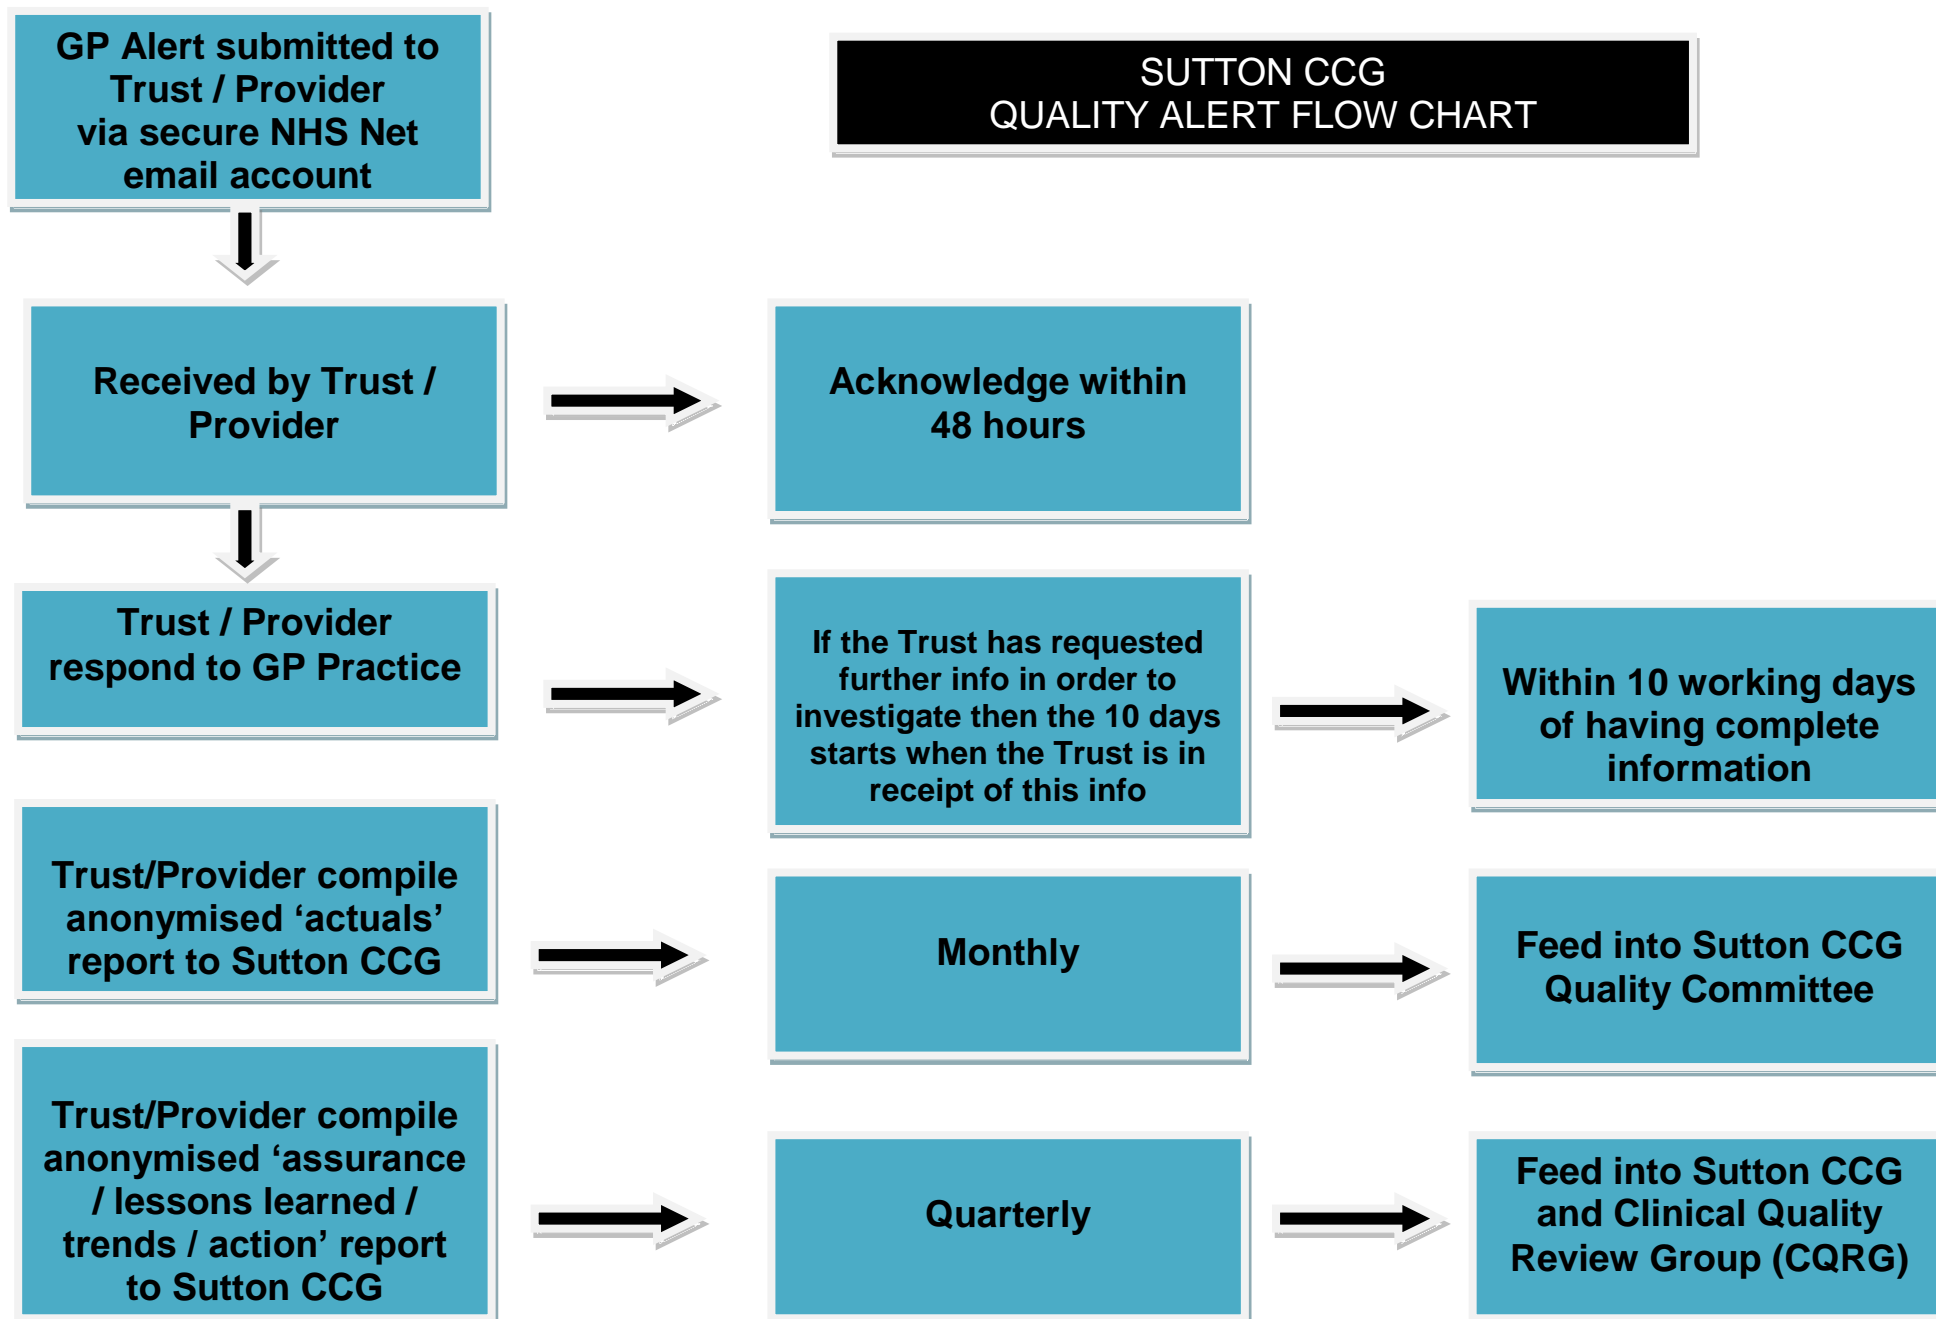 GP Alert submitted to
Trust / Provider
via secure NHS Net
email account
SUTTON CCG
QUALITY ALERT FLOW CHART
Received by Trust /
Provider
Acknowledge within
48 hours
Trust / Provider
respond to GP Practice
If the Trust has requested
further info in order to
investigate then the 10 days
starts when the Trust is in
receipt of this info
Within 10 working days
of having complete
information
Trust/Provider compile
anonymised ‘actuals’
report to Sutton CCG
Monthly
Feed into Sutton CCG
Quality Committee
Trust/Provider compile
anonymised ‘assurance
/ lessons learned /
trends / action’ report
to Sutton CCG
Quarterly
Feed into Sutton CCG
and Clinical Quality
Review Group (CQRG)